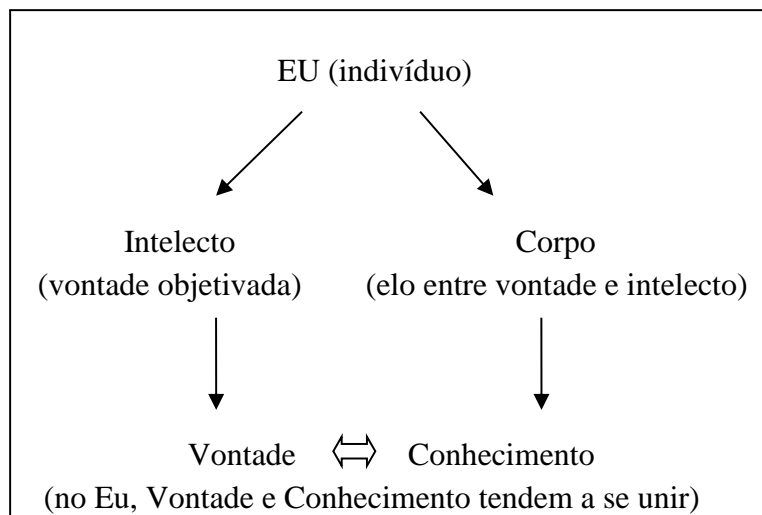 EU (indivíduo)
Intelecto
(vontade objetivada)
Corpo
(elo entre vontade e intelecto)
Vontade ⇔ Conhecimento
(no Eu, Vontade e Conhecimento tendem a se unir)